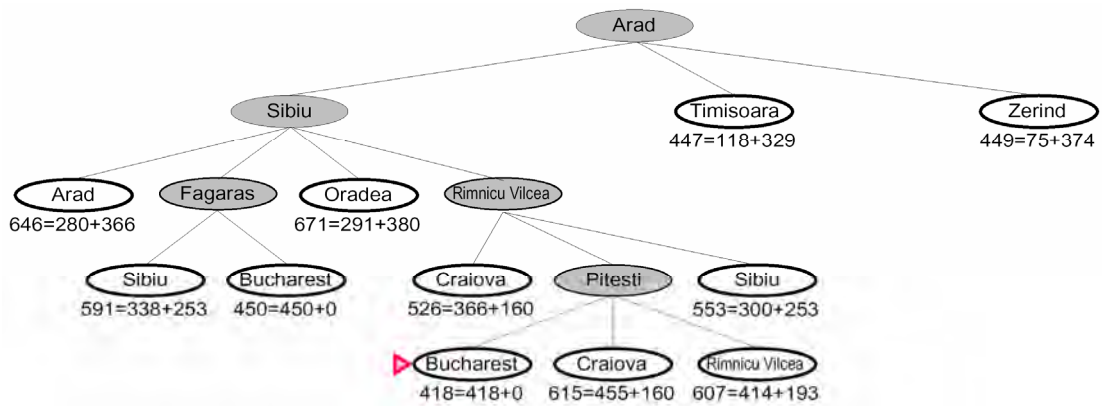 Arad
Sibiu
Timisoara
447=118+329
Zerind
449=75+374
Arad
646=280+366
Fagaras
Oradea
671=291+380
Rimnicu Vilcea
Sibiu
591=338+253
Bucharest
450=450+0
Craiova
526=366+160
Pitesti
Sibiu
553=300+253
Bucharest
418=418+0
Craiova
615=455+160
Rimnicu Vilcea
607=414+193